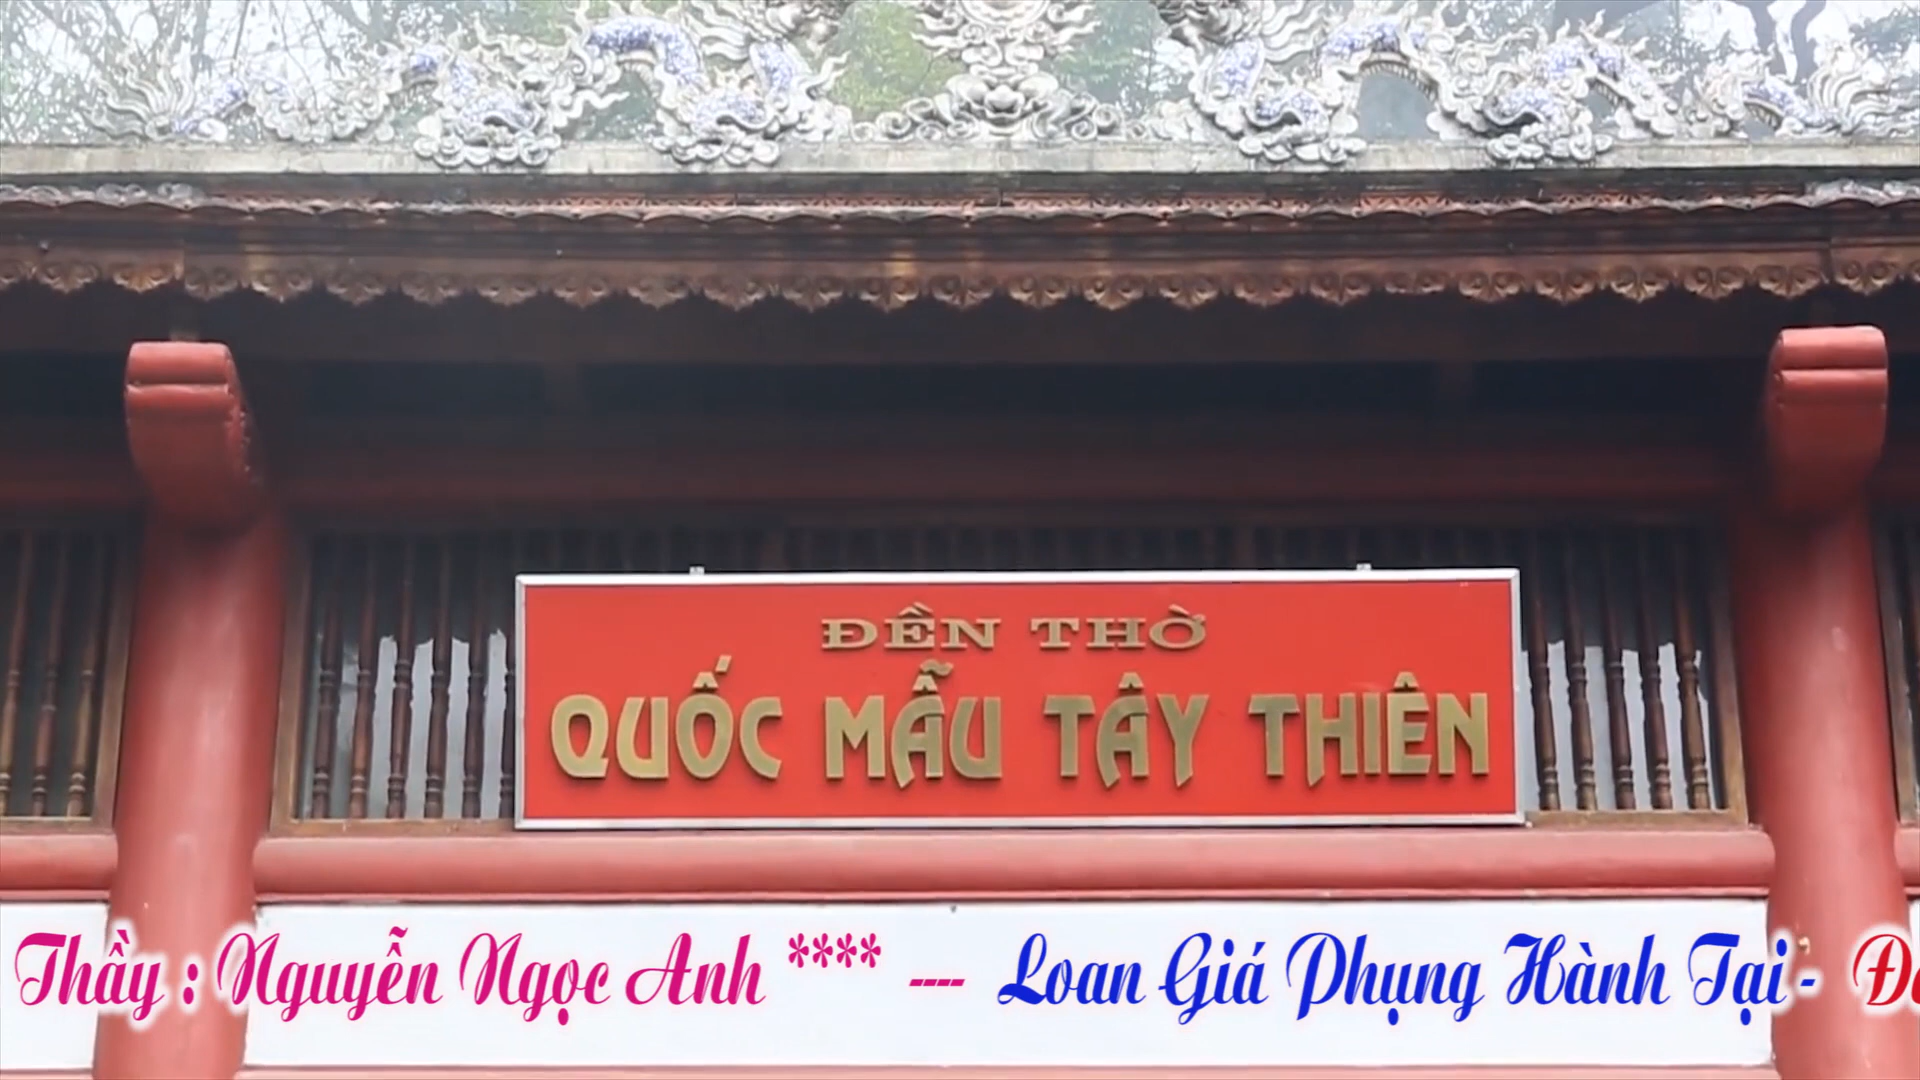 ĐỀN THỜ
QUỐC MẪU TÂY THIÊN
Thầy : Nguyễn Ngọc Anh **** ---- Loan Giá Phụng Hành Tại -